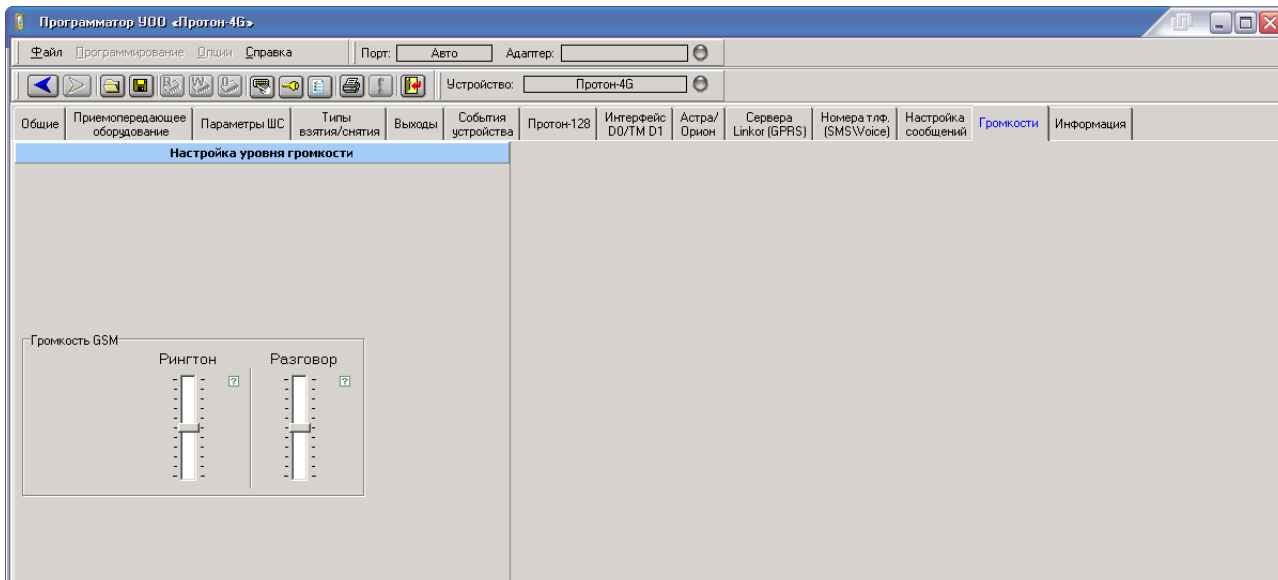 Программатор УОО «Протон-4G»
Файл Программирование Опции Справка Порт: Авто Адаптер:
Устройство: Протон-4G
Общие
Приемопередающее
оборудование
Параметры ШС
Типы
взятия/снятия
Выходы
События
устройства
Протон-128
Интерфейс
D0/TM D1
Астра/
Орион
Сервера
Linkor (GPRS)
Номера тлф.
(SMS\Voice)
Настройка
сообщений
Громкости
Информация
Настройка уровня громкости
Громкость GSM
Рингтон Разговор
? ?